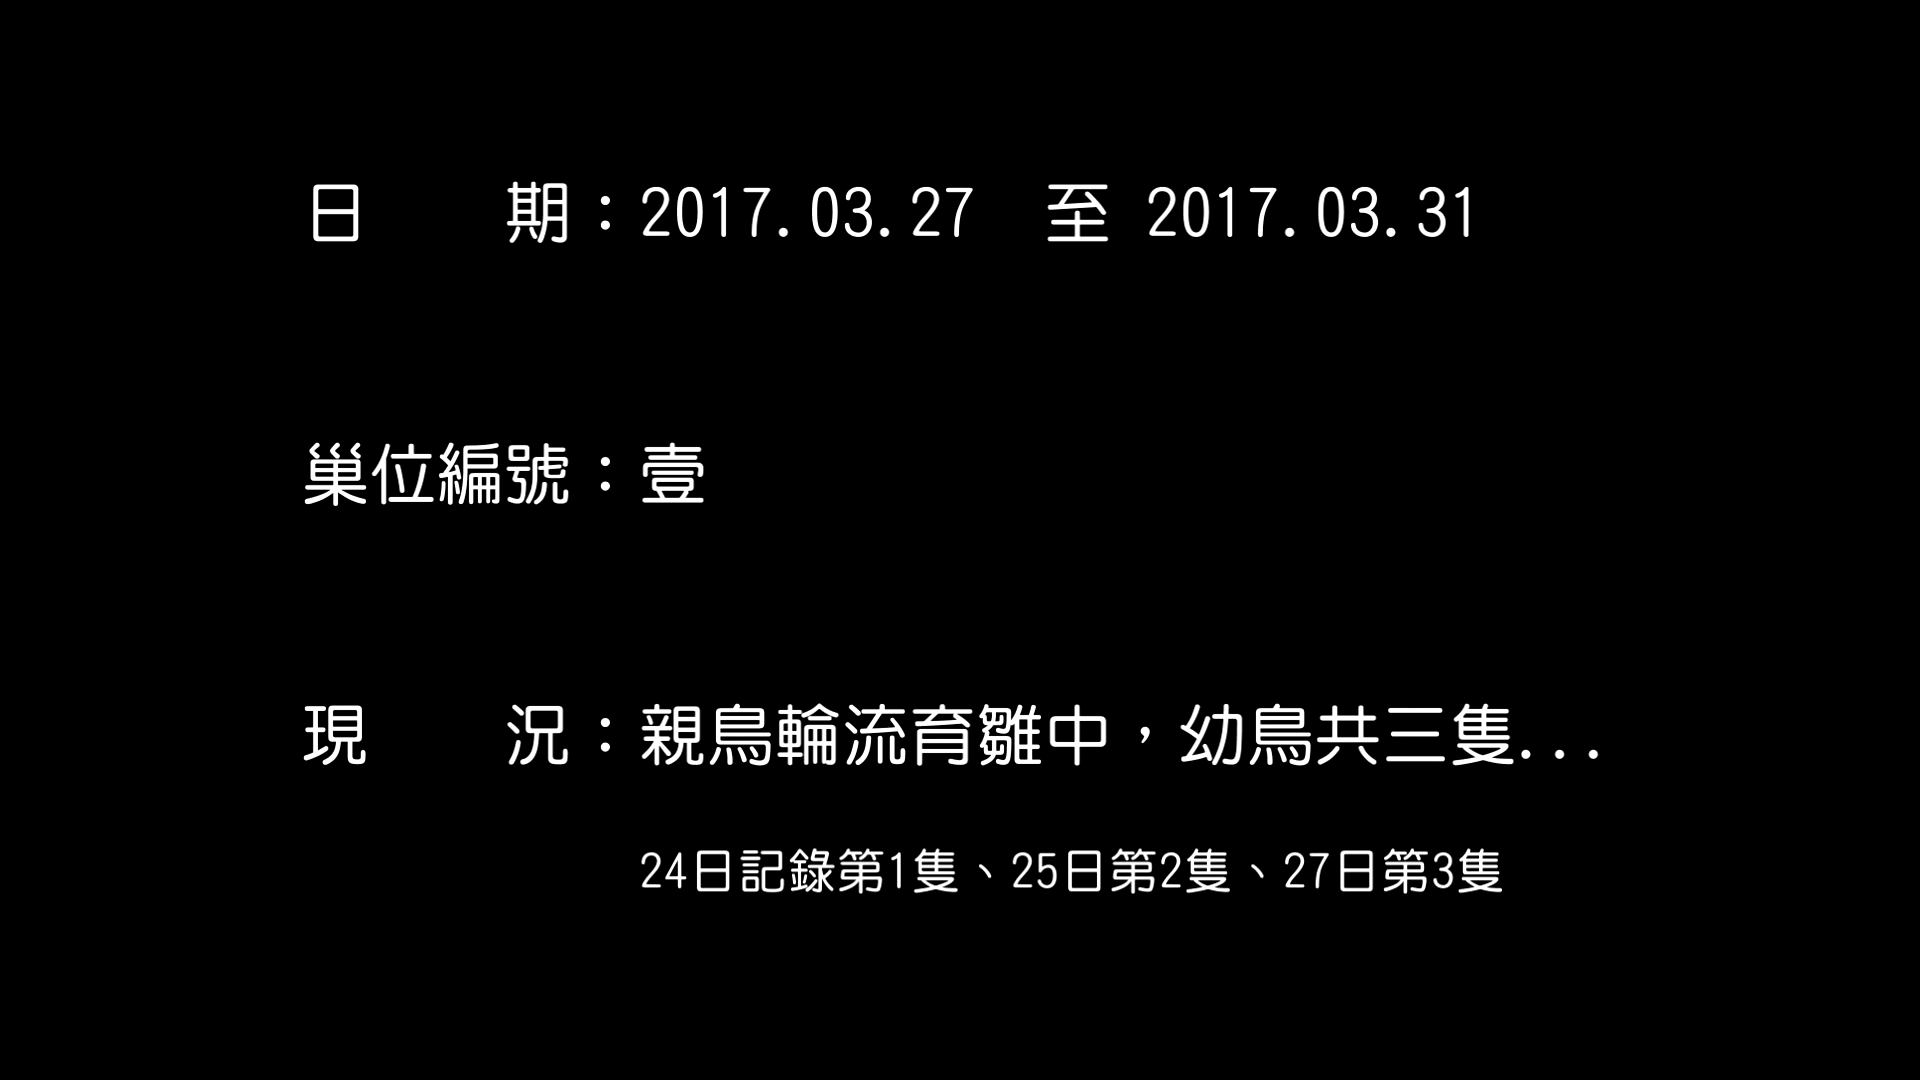 日　　期：2017.03.27　至 2017.03.31
巢位編號：壹
現　　況：親鳥輪流育雛中，幼鳥共三隻...
24日記錄第1隻、25日第2隻、27日第3隻